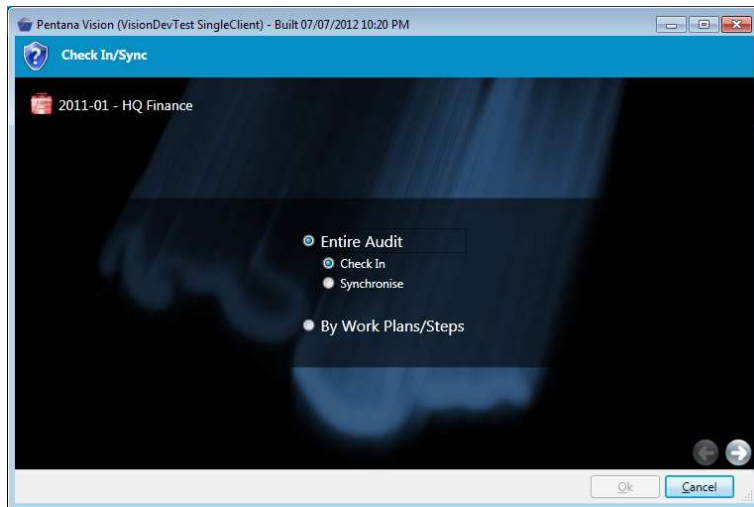 Pentana Vision (VisionDevTest SingleClient) - Built 07/07/2012 10:20 PM
Check In/Sync
2011-01 - HQ Finance
Entire Audit
Check In
Synchronise
By Work Plans/Steps
Ok
Cancel